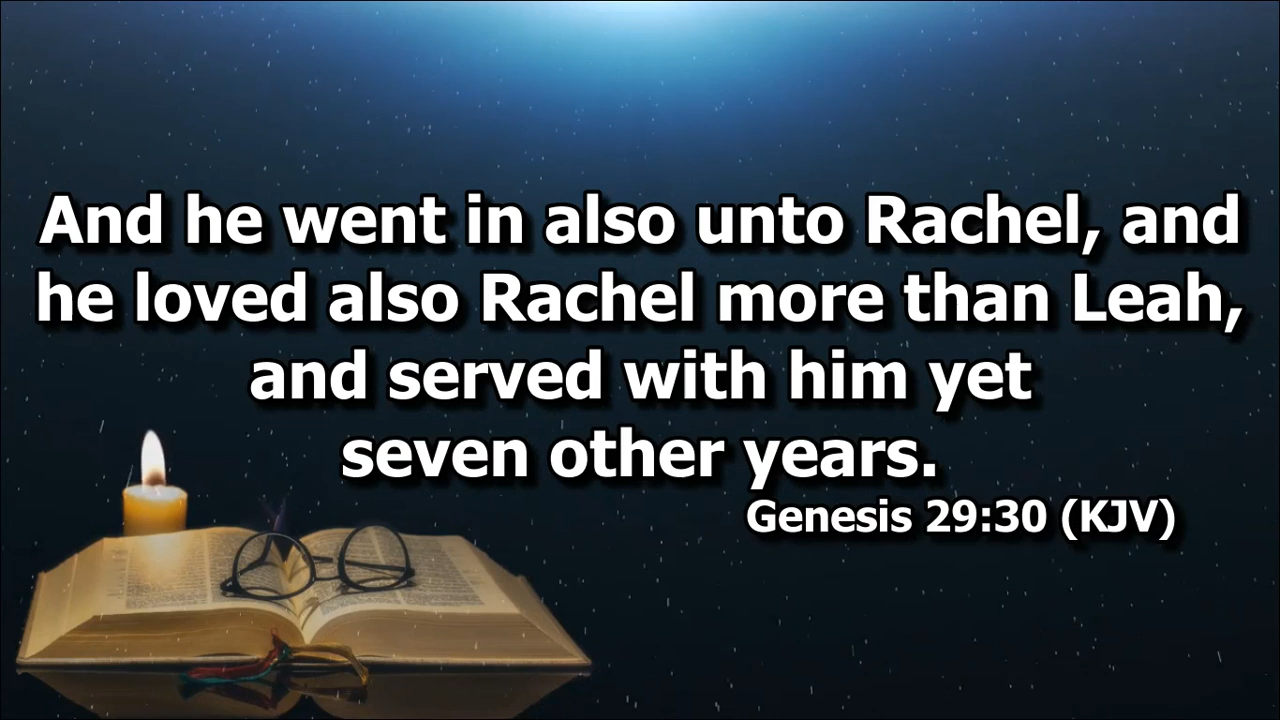 And he went in also unto Rachel, and
he loved also Rachel more than Leah,
and served with him yet
seven other years.
Genesis 29:30 (KJV)